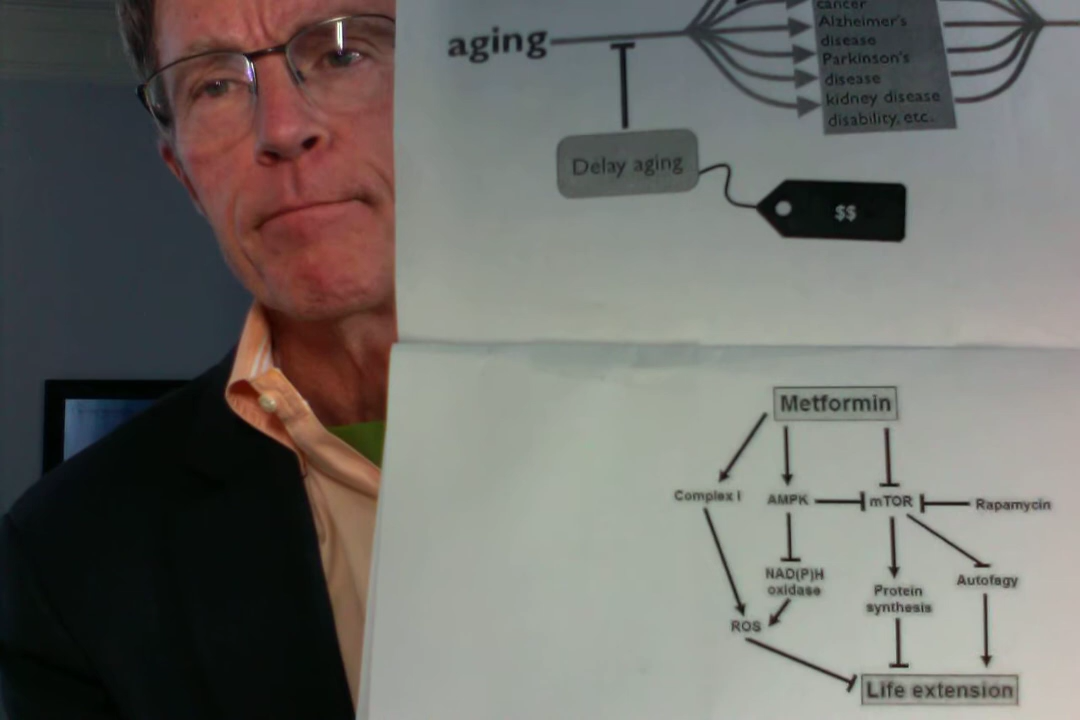 cancer
aging
Alzheimer's
disease
Parkinson's
disease
kidney disease
disability, etc.
Delay aging
$$
Metformin
Complex I AMPK mTOR Rapamycin
NAD(P)H
oxidase
Autofagy
Protein
synthesis
ROS
Life extension